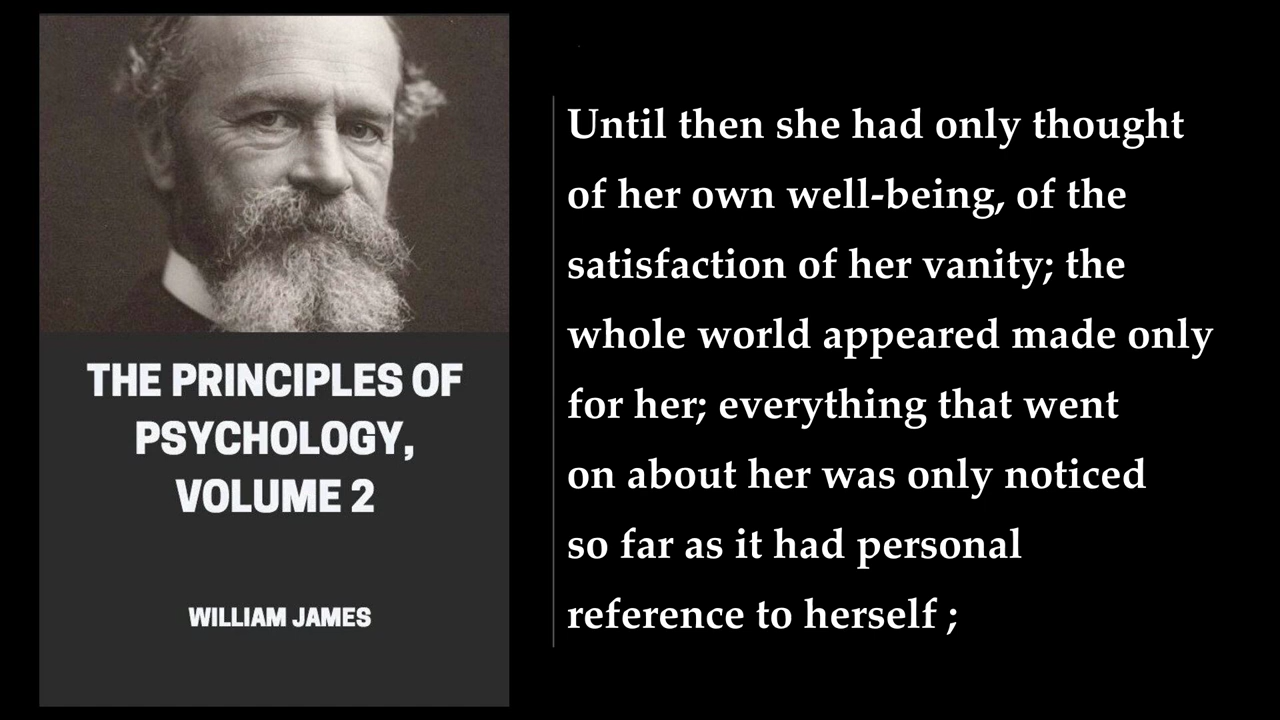 THE PRINCIPLES OF
PSYCHOLOGY,
VOLUME 2
WILLIAM JAMES
Until then she had only thought
of her own well-being, of the
satisfaction of her vanity; the
whole world appeared made only
for her; everything that went
on about her was only noticed
so far as it had personal
reference to herself ;